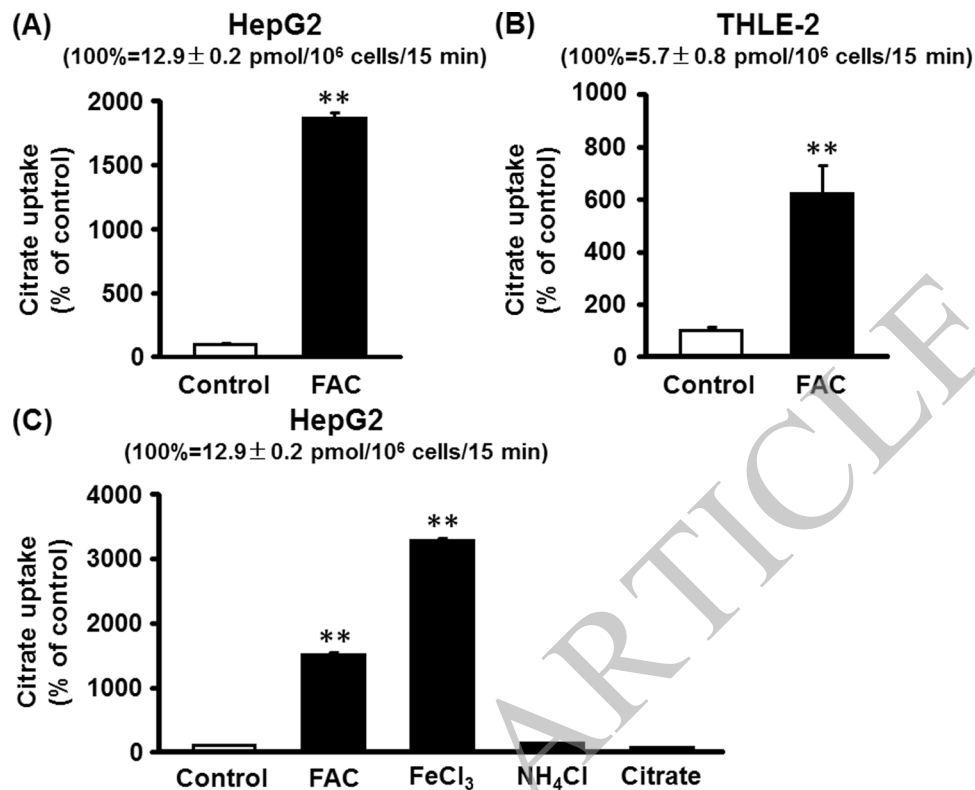 (A)
HepG2
(100%=12.9±0.2 pmol/10⁶ cells/15 min)
Citrate uptake
(% of control)
2000
1500
1000
500
0
**
Control FAC
(B)
THLE-2
(100%=5.7±0.8 pmol/10⁶ cells/15 min)
Citrate uptake
(% of control)
1000
800
600
400
200
0
**
Control FAC
(C)
HepG2
(100%=12.9±0.2 pmol/10⁶ cells/15 min)
Citrate uptake
(% of control)
4000
3000
2000
1000
0
**
**
Control FAC FeCl₃ NH₄Cl Citrate
ARTICLE